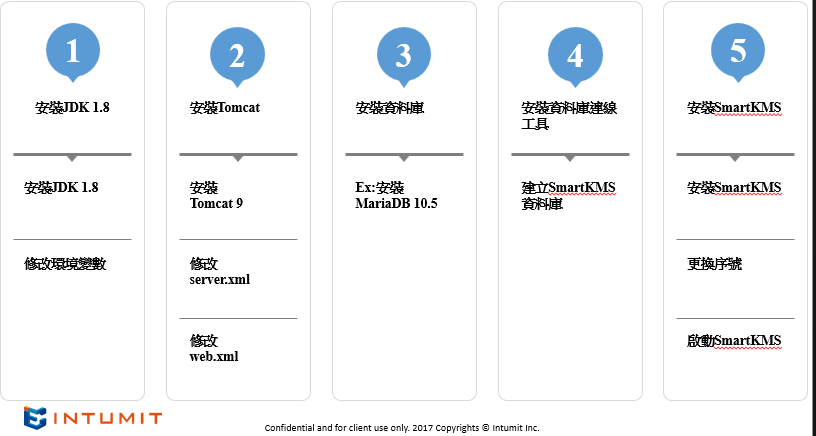 1
安裝JDK 1.8
安裝JDK 1.8
修改環境變數
2
安裝Tomcat
安裝
Tomcat 9
修改
server.xml
修改
web.xml
3
安裝資料庫
Ex:安裝
MariaDB 10.5
4
安裝資料庫連線
工具
建立SmartKMS
資料庫
5
安裝SmartKMS
安裝SmartKMS
更換序號
啟動SmartKMS
INTUMIT
Confidential and for client use only. 2017 Copyrights © Intumit Inc.